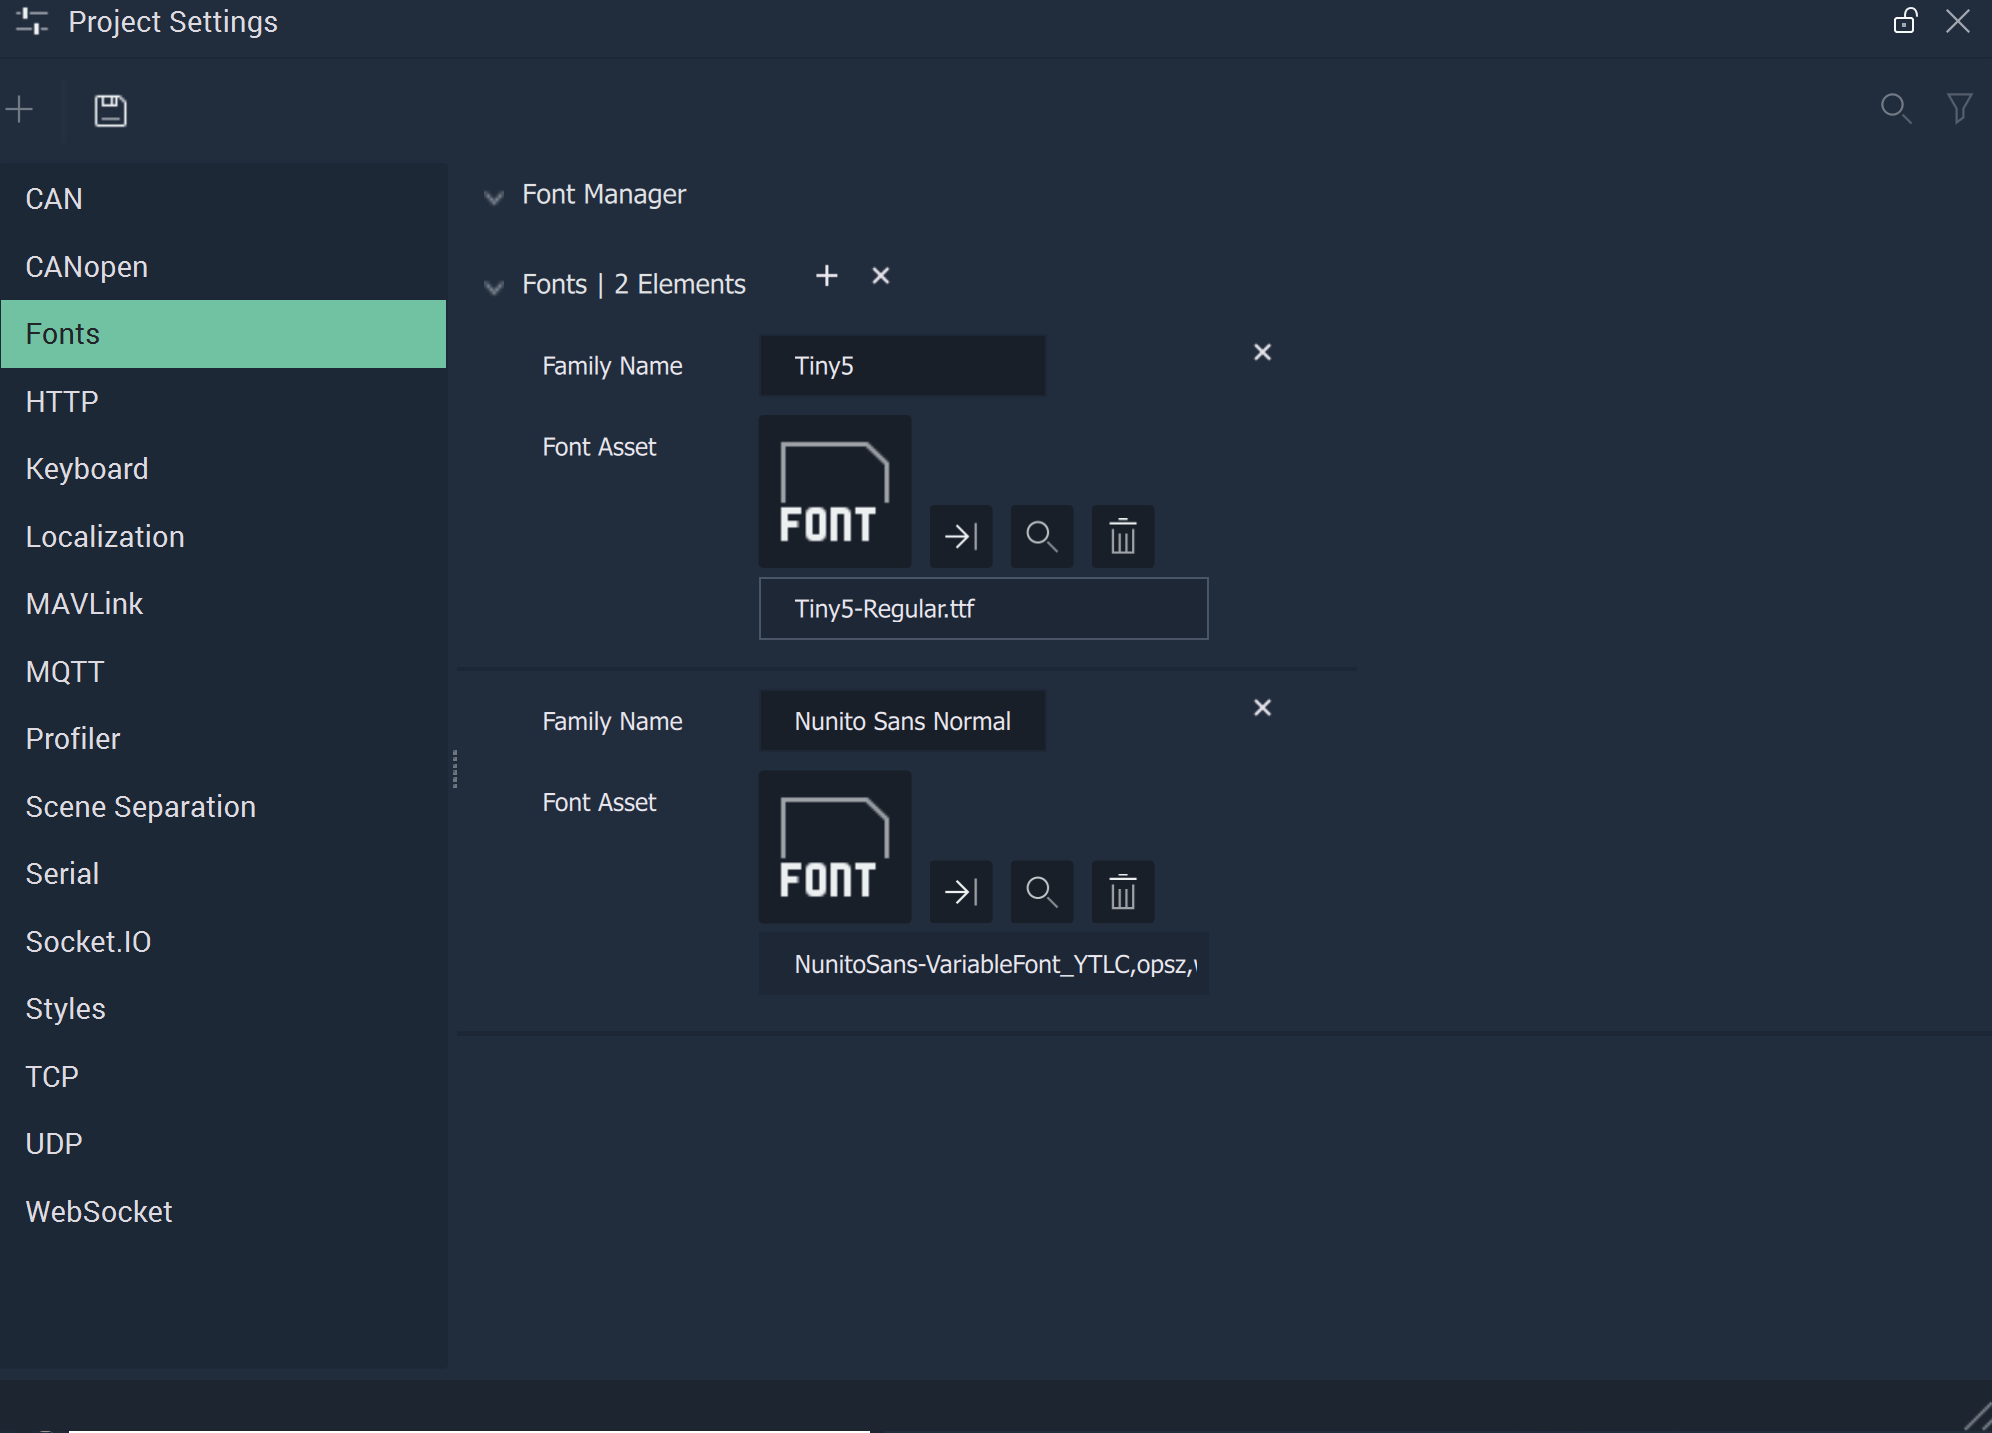 Project Settings
CAN
CANopen
Fonts
HTTP
Keyboard
Localization
MAVLink
MQTT
Profiler
Scene Separation
Serial
Socket.IO
Styles
TCP
UDP
WebSocket
Font Manager
Fonts | 2 Elements
Family Name
Tiny5
Font Asset
FONT
Tiny5-Regular.ttf
Family Name
Nunito Sans Normal
Font Asset
FONT
NunitoSans-VariableFont_YTLC,opsz,